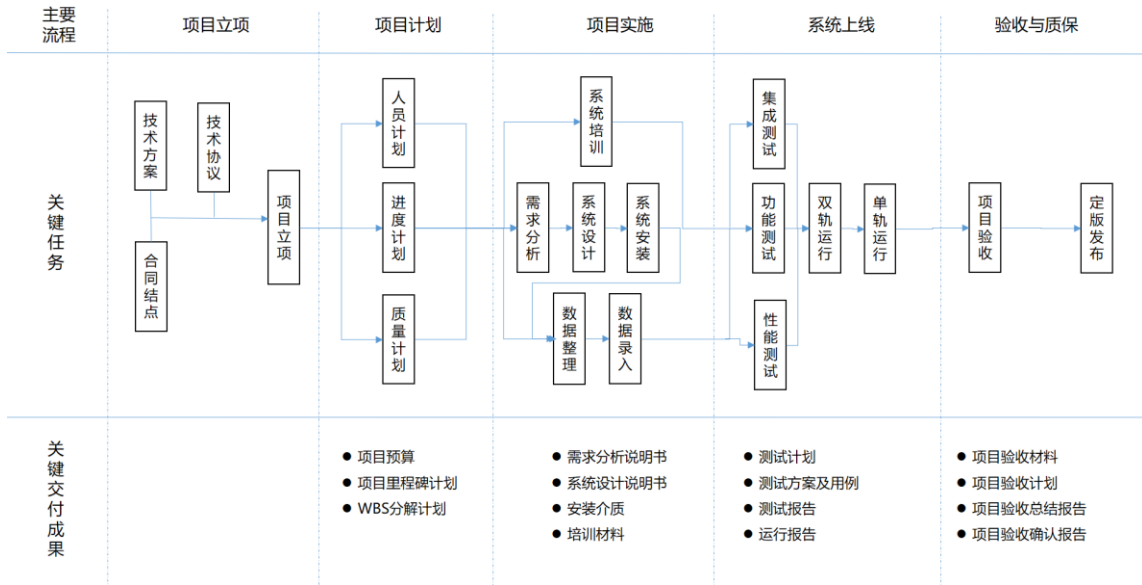 主要
流程
项目立项
项目计划
项目实施
系统上线
验收与质保
关键任务
技术方案
技术协议
合同结点
项目立项
人员计划
进度计划
质量计划
系统培训
需求分析
系统设计
系统安装
数据整理
数据录入
集成测试
功能测试
性能测试
双轨运行
单轨运行
项目验收
定版发布
关键交付成果
● 项目预算
● 项目里程碑计划
● WBS分解计划
● 需求分析说明书
● 系统设计说明书
● 安装介质
● 培训材料
● 测试计划
● 测试方案及用例
● 测试报告
● 运行报告
● 项目验收材料
● 项目验收计划
● 项目验收总结报告
● 项目验收确认报告